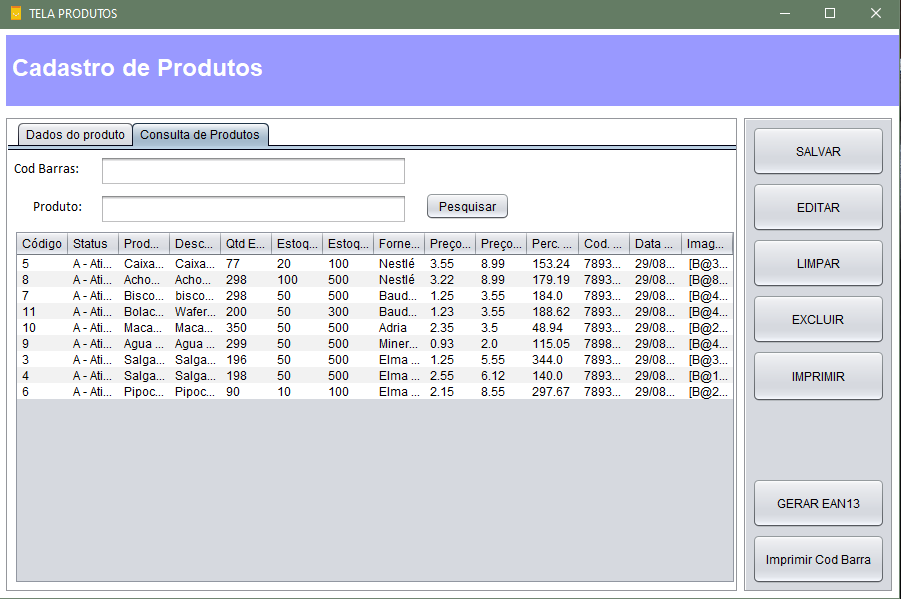 TELA PRODUTOS
Cadastro de Produtos
Dados do produto Consulta de Produtos
Cod Barras:
Produto: Pesquisar
Código Status Prod... Desc... Qtd E... Estoq... Estoq... Forne... Preço... Preço... Perc. ... Cod. ... Data ... Imag...
5 A - Ati... Caixa... Caixa... 77 20 100 Nestlé 3.55 8.99 153.24 7893... 29/08... [B@3...
8 A - Ati... Acho... Acho... 298 100 500 Nestlé 3.22 8.99 179.19 7893... 29/08... [B@8...
7 A - Ati... Bisco... bisco... 298 50 500 Baud... 1.25 3.55 184.0 7893... 29/08... [B@4...
11 A - Ati... Bolac... Wafer... 200 50 300 Baud... 1.23 3.55 188.62 7893... 29/08... [B@4...
10 A - Ati... Maca... Maca... 350 50 500 Adria 2.35 3.5 48.94 7893... 29/08... [B@2...
9 A - Ati... Agua ... Agua ... 299 50 500 Miner... 0.93 2.0 115.05 7898... 29/08... [B@4...
3 A - Ati... Salga... Salga... 196 50 500 Elma ... 1.25 5.55 344.0 7893... 29/08... [B@3...
4 A - Ati... Salga... Salga... 198 50 500 Elma ... 2.55 6.12 140.0 7893... 29/08... [B@1...
6 A - Ati... Pipoc... Pipoc... 90 10 100 Elma ... 2.15 8.55 297.67 7893... 29/08... [B@2...
SALVAR
EDITAR
LIMPAR
EXCLUIR
IMPRIMIR
GERAR EAN13
Imprimir Cod Barra